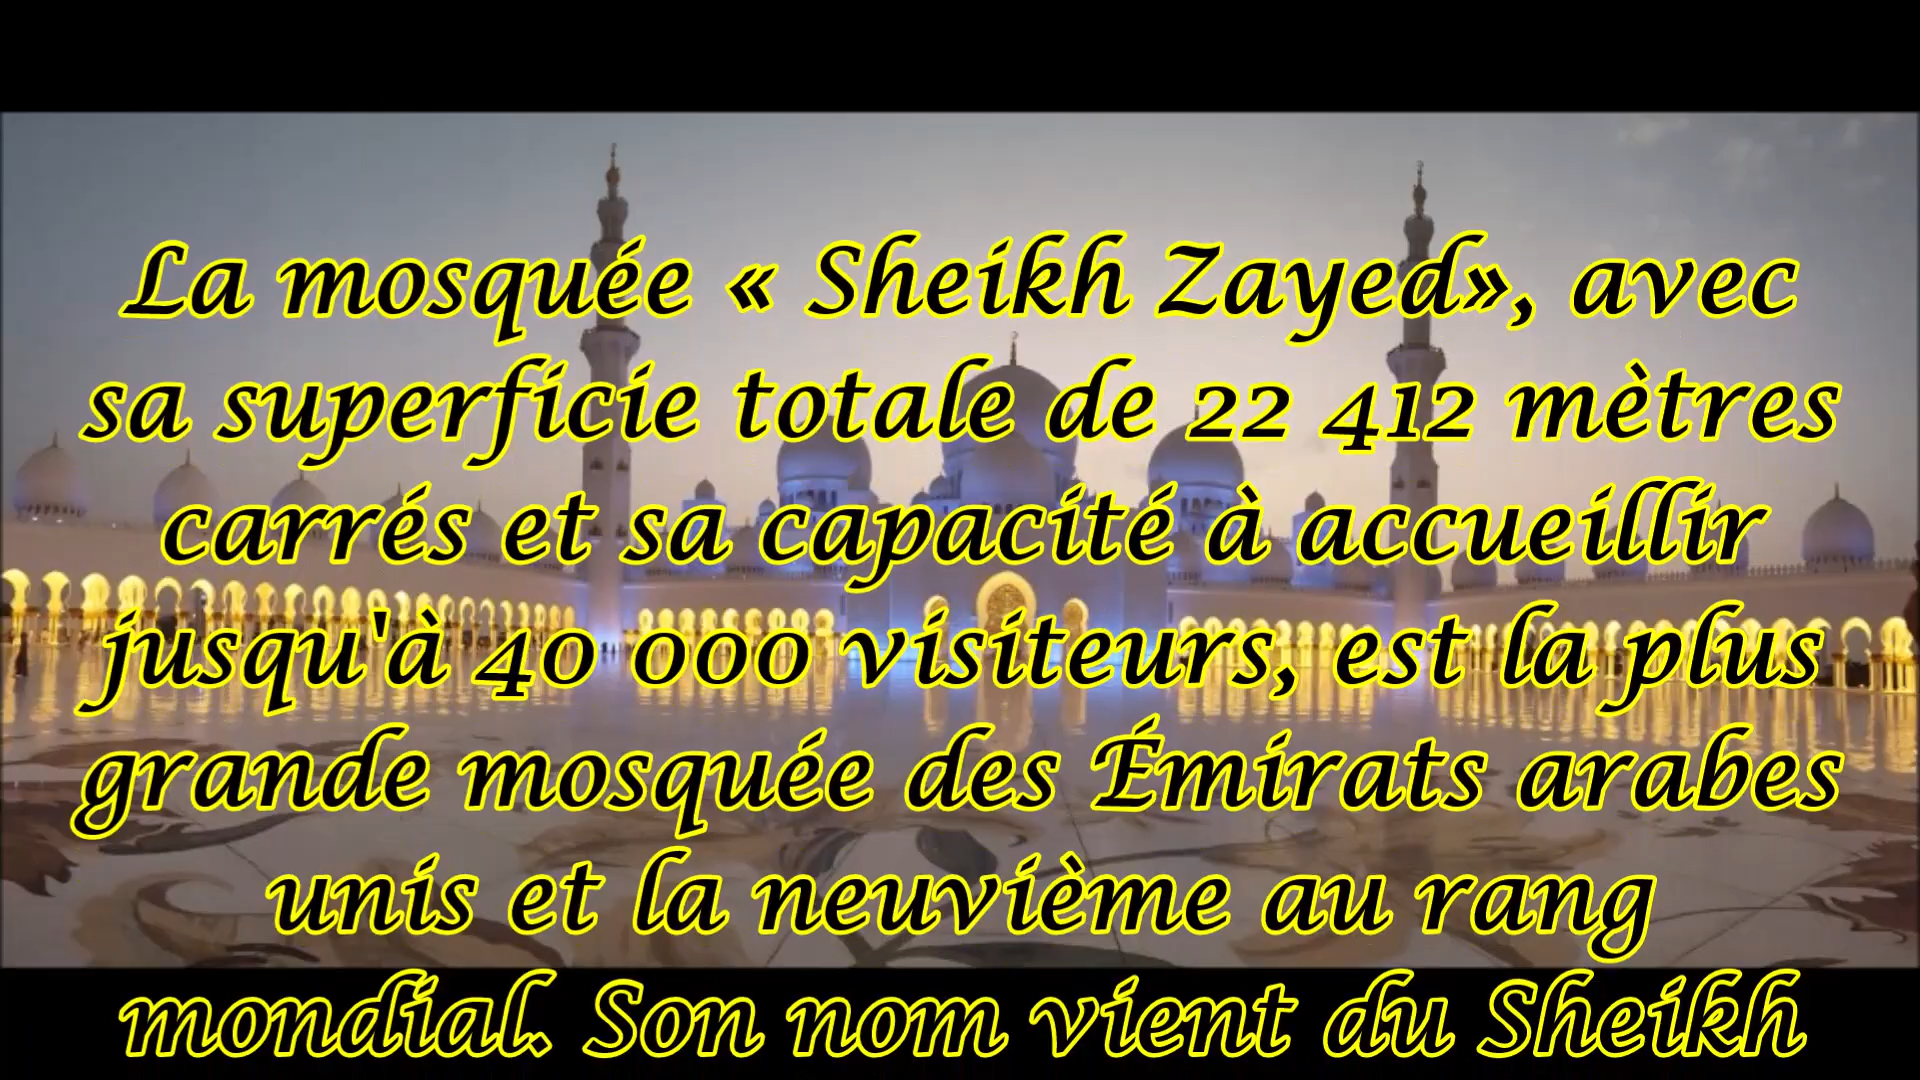 La mosquée « Sheikh Zayed», avec
sa superficie totale de 22 412 mètres
carrés et sa capacité à accueillir
jusqu'à 40 000 visiteurs, est la plus
grande mosquée des Émirats arabes
unis et la neuvième au rang
mondial. Son nom vient du Sheikh